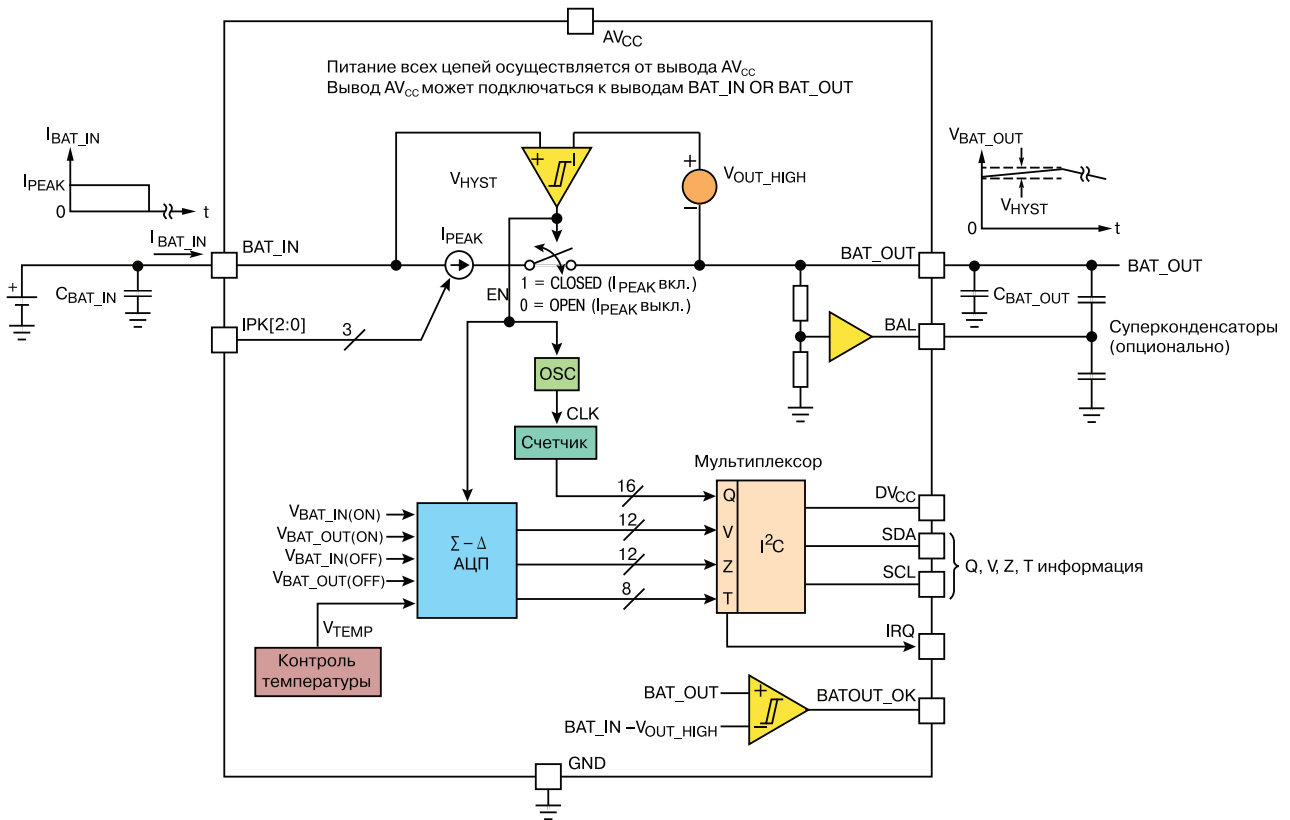 AVCC
Питание всех цепей осуществляется от вывода AVCC
Вывод AVCC может подключаться к выводам BAT_IN OR BAT_OUT
IBAT_IN
IPEAK
0
t
VHYST
+
+
–
VOUT_HIGH
VBAT_OUT
VHYST
0
t
IBAT_IN
BAT_IN
IPEAK
BAT_OUT
BAT_OUT
+
CBAT_IN
EN
1 = CLOSED (IPEAK вкл.)
0 = OPEN (IPEAK выкл.)
CBAT_OUT
IPK[2:0]
3
BAL
Суперконденсаторы
(опционально)
OSC
CLK
Счетчик
Мультиплексор
16
Q
DVCC
VBAT_IN(ON)
VBAT_OUT(ON)
VBAT_IN(OFF)
VBAT_OUT(OFF)
Σ – Δ
АЦП
12
V
12
Z
8
T
I2C
SDA
SCL
Q, V, Z, T информация
VTEMP
IRQ
Контроль
температуры
BAT_OUT
+
–
BATOUT_OK
BAT_IN –VOUT_HIGH
GND